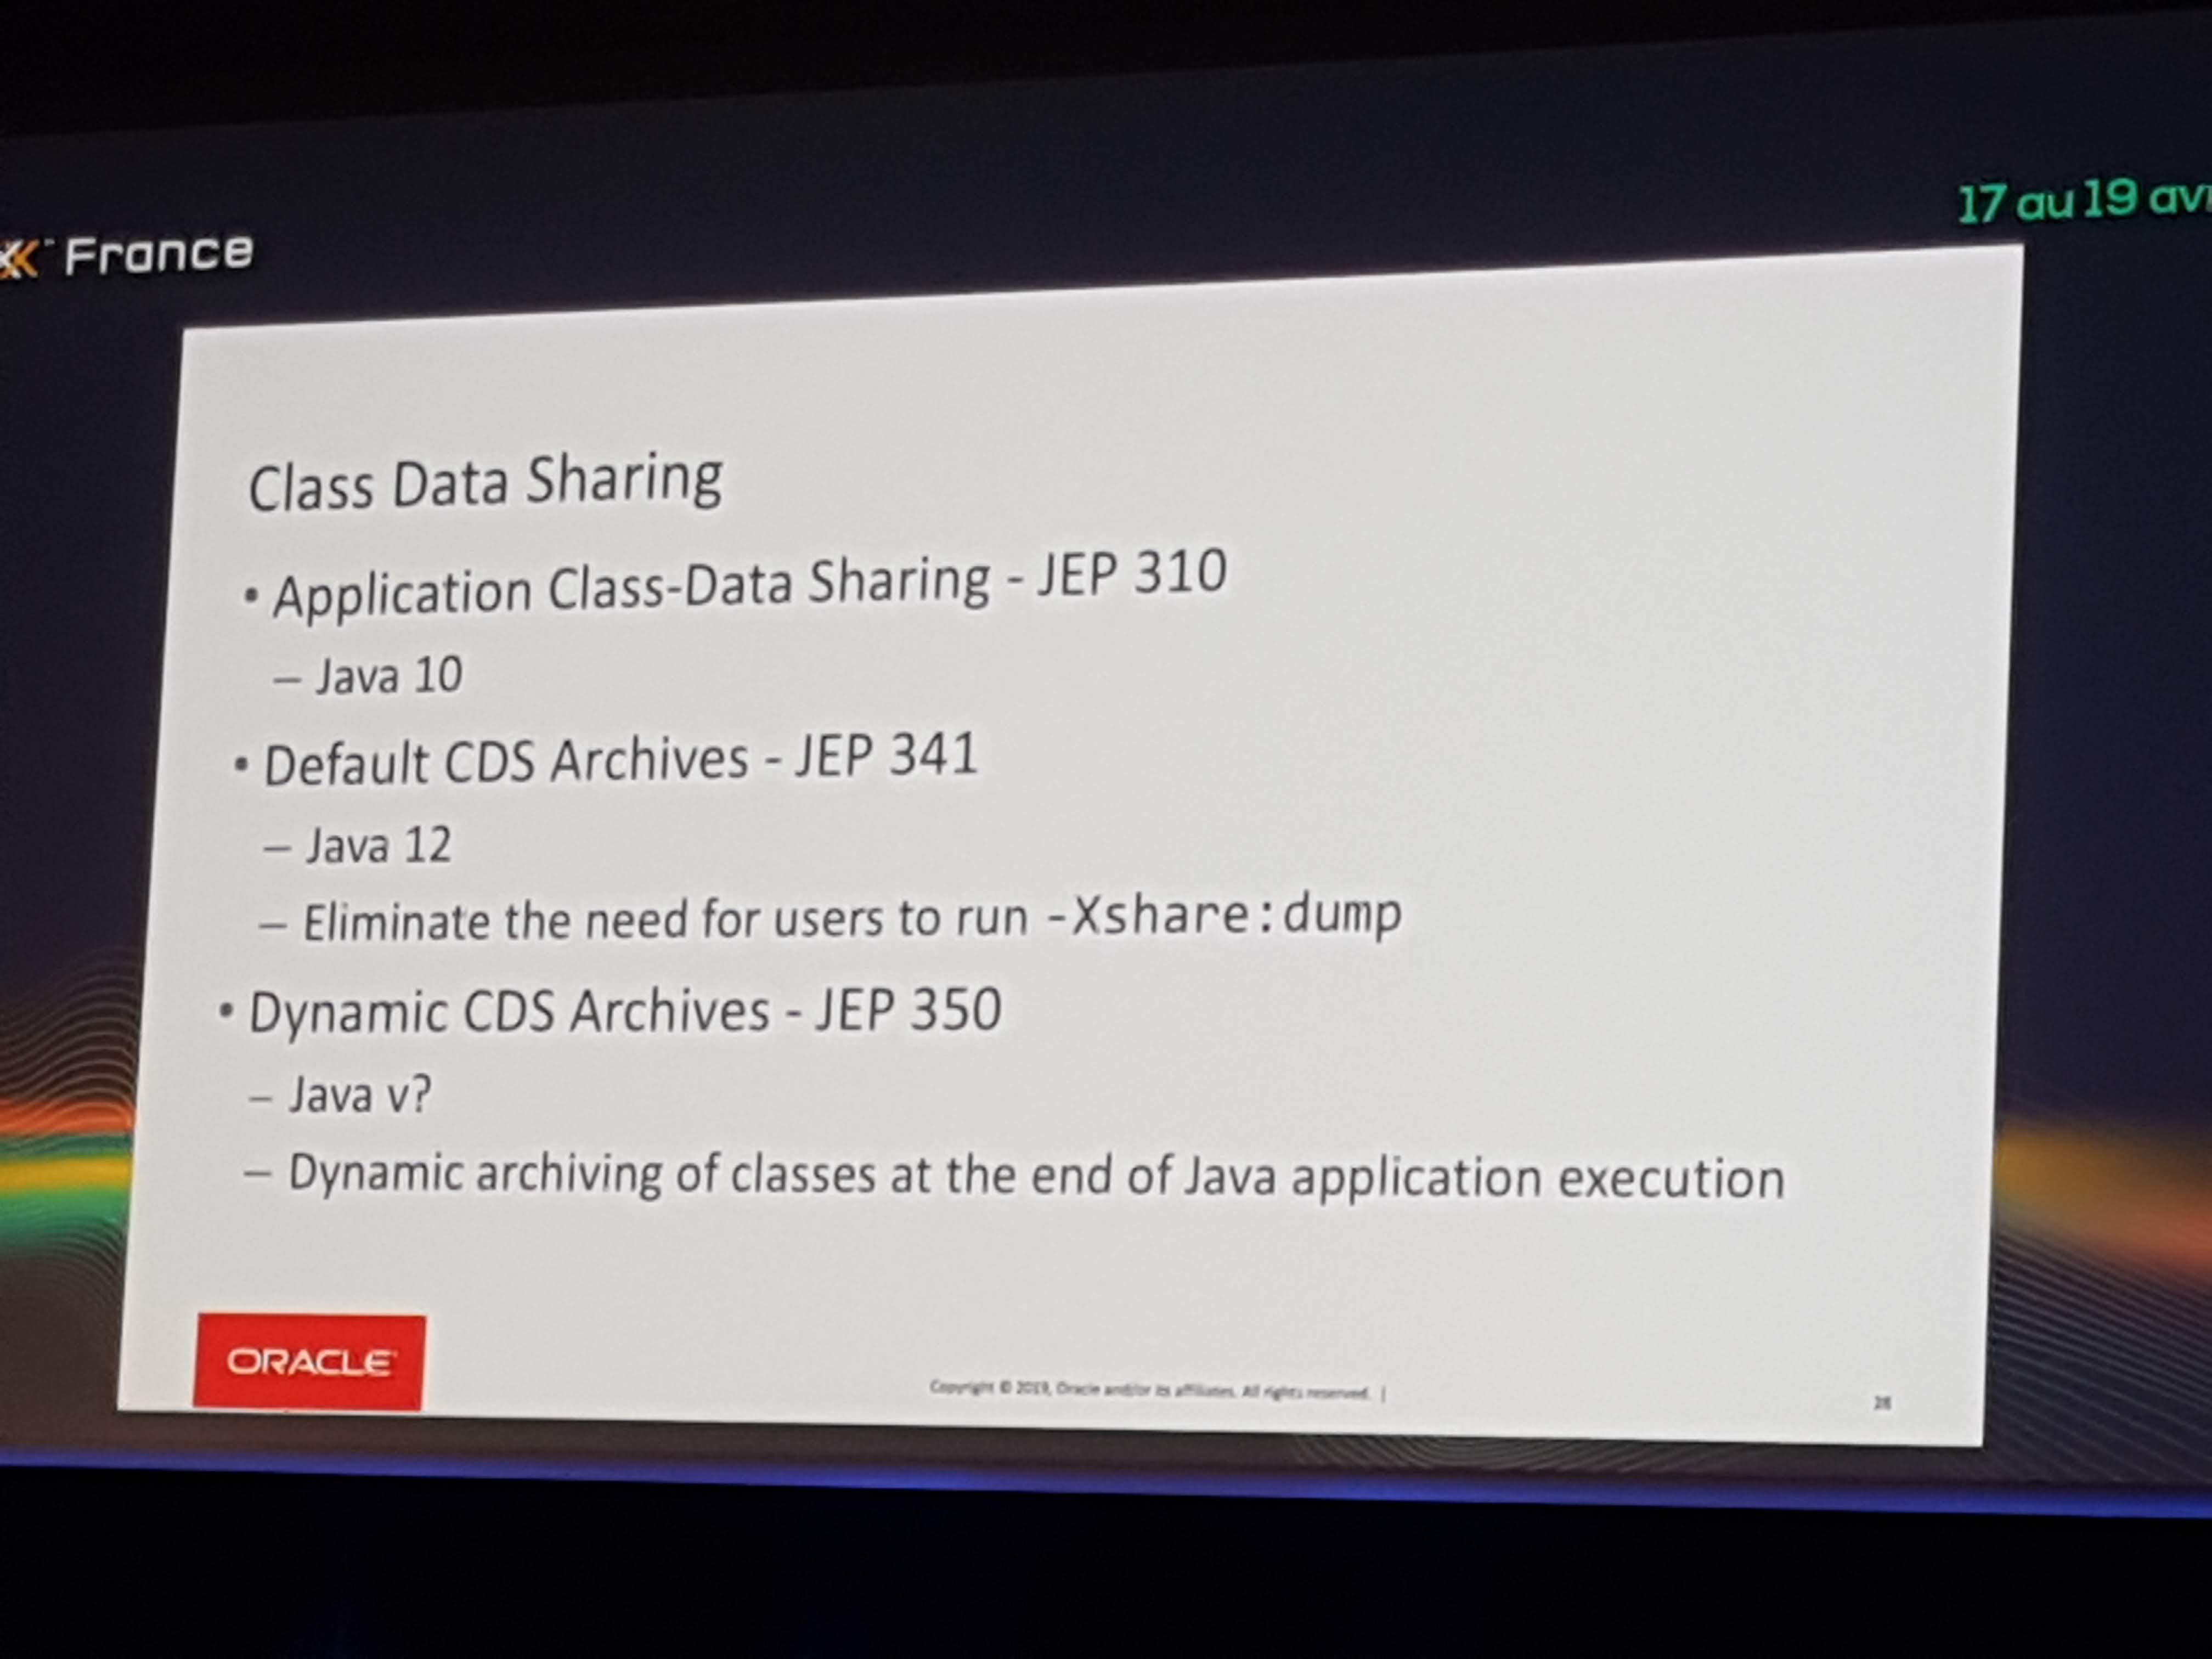 France
17 au 19
Class Data Sharing
• Application Class-Data Sharing - JEP 310
– Java 10
• Default CDS Archives - JEP 341
– Java 12
– Eliminate the need for users to run -Xshare:dump
• Dynamic CDS Archives - JEP 350
– Java v?
– Dynamic archiving of classes at the end of Java application execution
ORACLE
Copyright © 2019, Oracle and/or its affiliates. All rights reserved. |